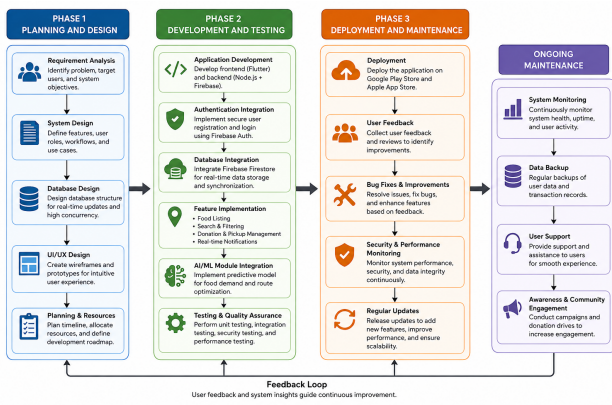 PHASE 1
PLANNING AND DESIGN
Requirement Analysis
Identify problem, target
users, and system
objectives.
System Design
Define features, user
roles, workflows, and
use cases.
Database Design
Design database structure
for real-time updates and
high concurrency.
UI/UX Design
Create wireframes and
prototypes for intuitive
user experience.
Planning & Resources
Plan timeline, allocate
resources, and define
development roadmap.
PHASE 2
DEVELOPMENT AND TESTING
Application Development
Develop frontend (Flutter)
and backend (Node.js +
Firebase).
Authentication Integration
Implement secure user
registration and login
using Firebase Auth.
Database Integration
Integrate Firebase Firestore
for real-time data storage
and synchronization.
Feature Implementation
• Food Listing
• Search & Filtering
• Donation & Pickup Management
• Real-time Notifications
AI/ML Module Integration
Implement predictive model
for food demand and route
optimization.
Testing & Quality Assurance
Perform unit testing, integration
testing, security testing, and
performance testing.
PHASE 3
DEPLOYMENT AND MAINTENANCE
Deployment
Deploy the application on
Google Play Store and
Apple App Store.
User Feedback
Collect user feedback
and reviews to identify
improvements.
Bug Fixes & Improvements
Resolve issues, fix bugs,
and enhance features
based on feedback.
Security & Performance
Monitoring
Monitor system performance,
security, and data integrity
continuously.
Regular Updates
Release updates to add
new features, improve
performance, and ensure
scalability.
ONGOING
MAINTENANCE
System Monitoring
Continuously monitor
system health, uptime,
and user activity.
Data Backup
Regular backups of
user data and
transaction records.
User Support
Provide support and
assistance to users for
smooth experience.
Awareness & Community
Engagement
Conduct campaigns and
donation drives to
increase engagement.
Feedback Loop
User feedback and system insights guide continuous improvement.